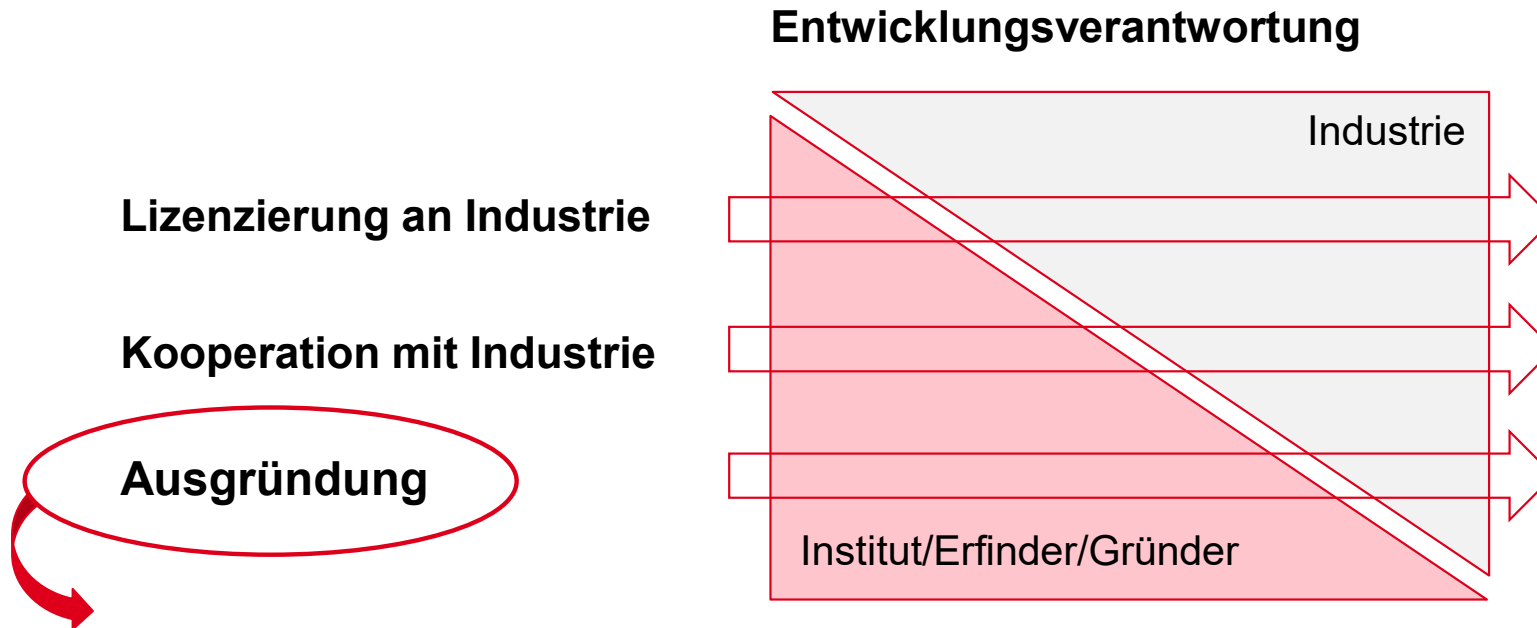 Entwicklungsverantwortung
Industrie
Lizenzierung an Industrie
Kooperation mit Industrie
Ausgründung
Institut/Erfinder/Gründer